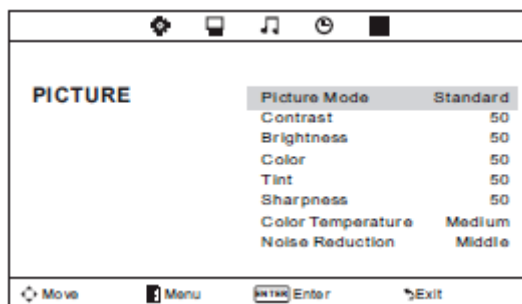 PICTURE
Picture Mode Standard
Contrast 50
Brightness 50
Color 50
Tint 50
Sharpness 50
Color Temperature Medium
Noise Reduction Middle
Move Menu ENTER Enter Exit